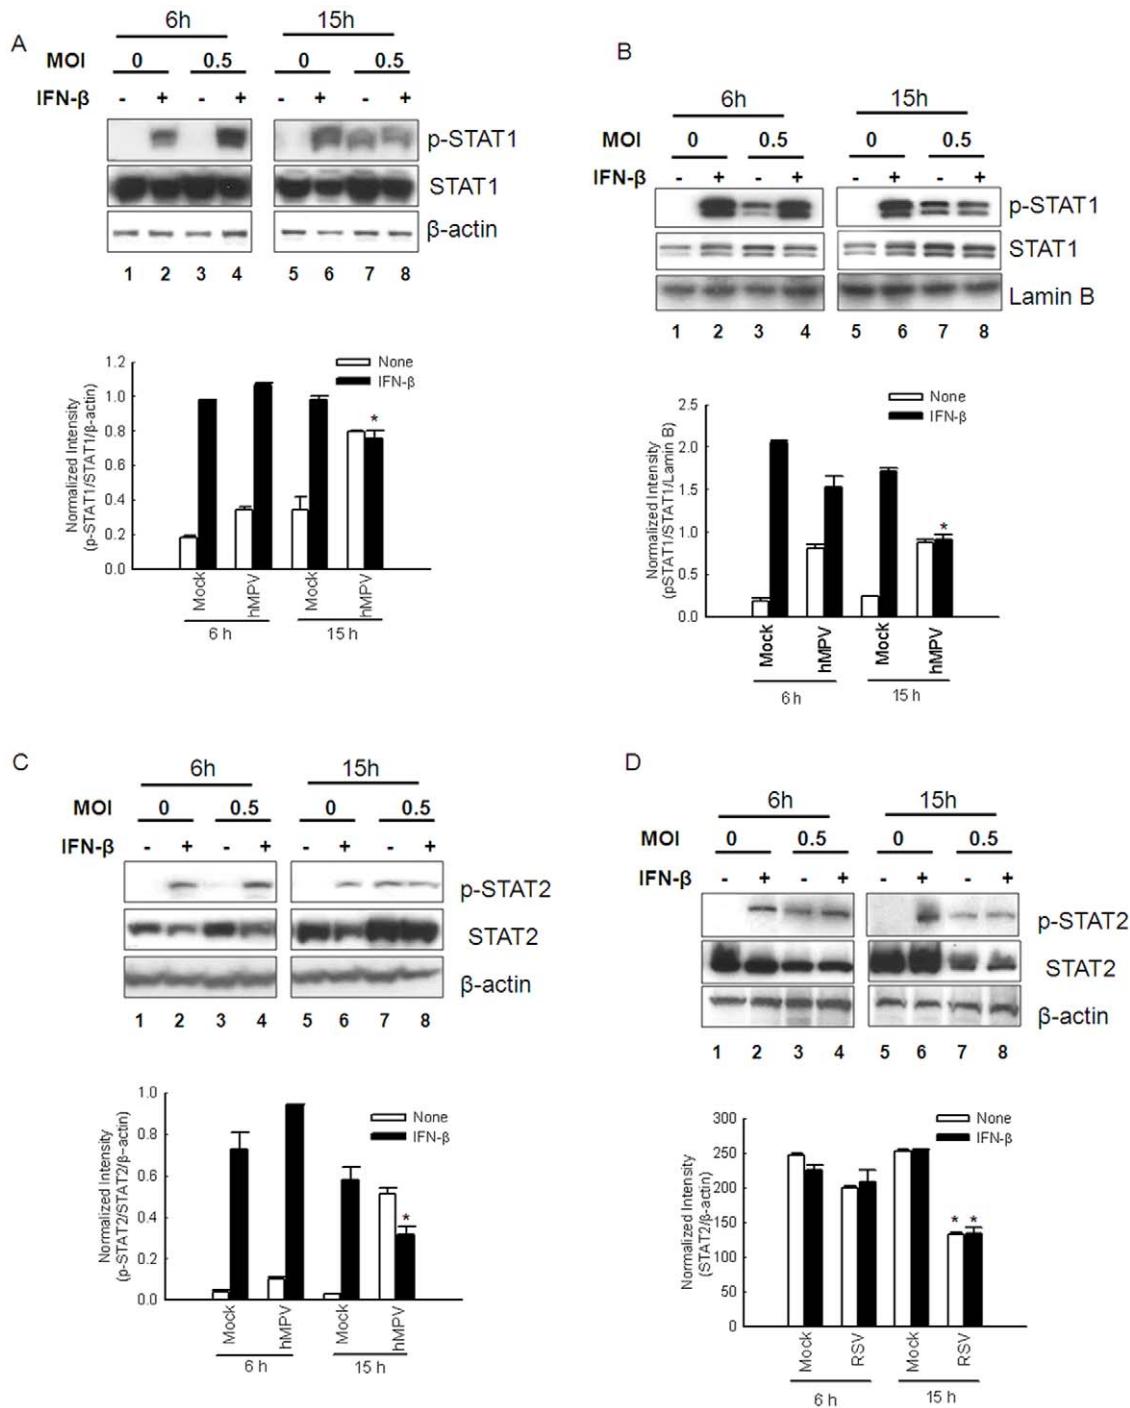 A
6h 15h
MOI 0 0.5 0 0.5
IFN-β - + - + - + - +
p-STAT1
STAT1
β-actin
1 2 3 4 5 6 7 8
None
IFN-β
Normalized Intensity
(p-STAT1/STAT1/β-actin)
1.2
1.0
0.8
0.6
0.4
0.2
0.0
*
Mock hMPV Mock hMPV
6 h 15 h
B
6h 15h
MOI 0 0.5 0 0.5
IFN-β - + - + - + - +
p-STAT1
STAT1
Lamin B
1 2 3 4 5 6 7 8
None
IFN-β
Normalized Intensity
(pSTAT1/STAT1/Lamin B)
2.5
2.0
1.5
1.0
0.5
0.0
*
Mock hMPV Mock hMPV
6 h 15 h
C
6h 15h
MOI 0 0.5 0 0.5
IFN-β - + - + - + - +
p-STAT2
STAT2
β-actin
1 2 3 4 5 6 7 8
None
IFN-β
Normalized Intensity
(p-STAT2/STAT2/β-actin)
1.0
0.8
0.6
0.4
0.2
0.0
*
Mock hMPV Mock hMPV
6 h 15 h
D
6h 15h
MOI 0 0.5 0 0.5
IFN-β - + - + - + - +
p-STAT2
STAT2
β-actin
1 2 3 4 5 6 7 8
None
IFN-β
Normalized Intensity
(STAT2/β-actin)
300
250
200
150
100
50
0
* *
Mock RSV Mock RSV
6 h 15 h